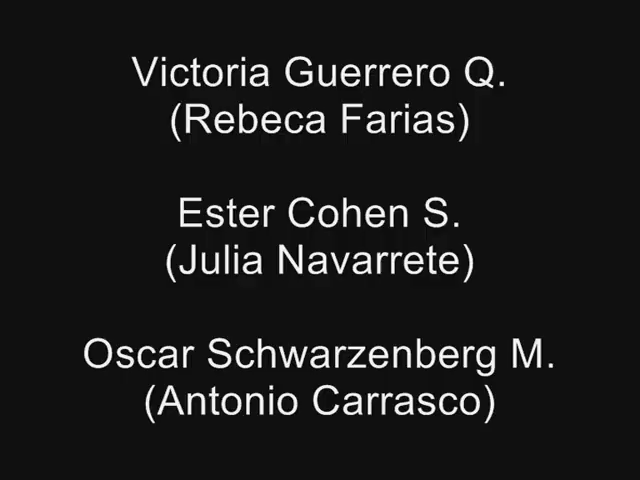 Victoria Guerrero Q.
(Rebeca Farias)
Ester Cohen S.
(Julia Navarrete)
Oscar Schwarzenberg M.
(Antonio Carrasco)